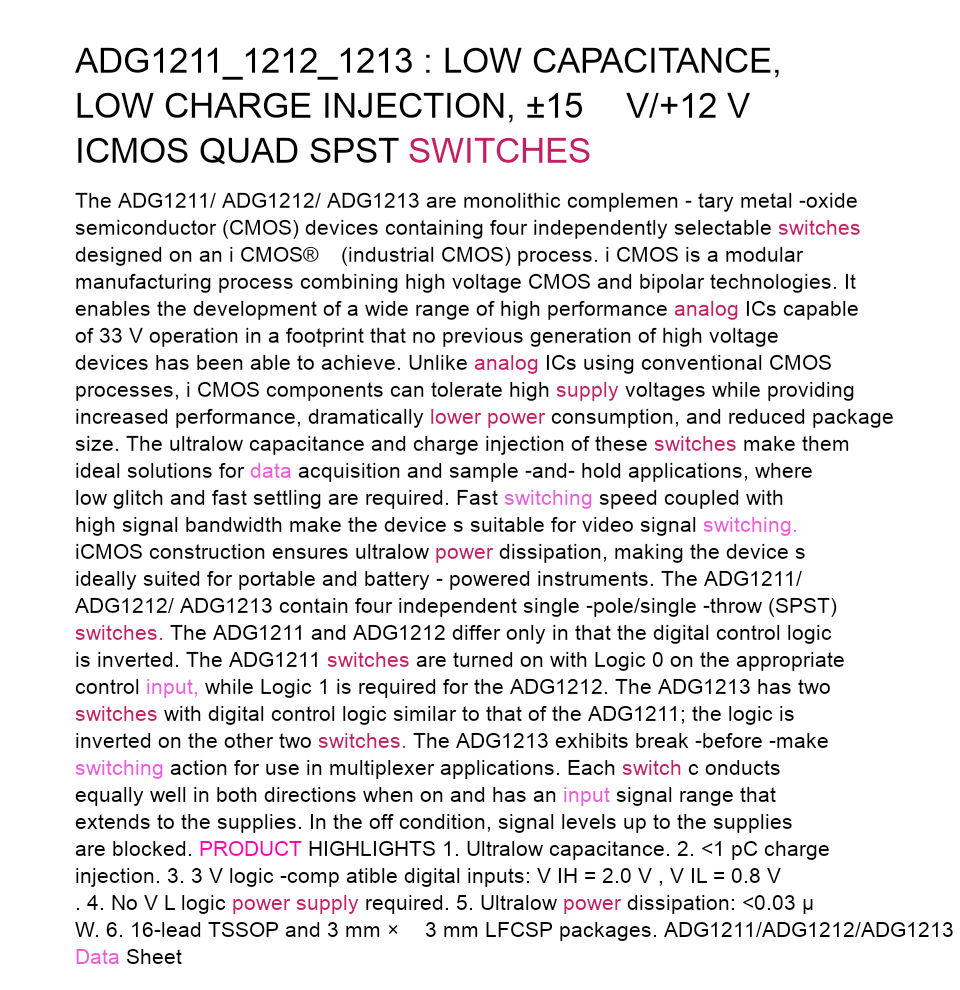 ADG1211_1212_1213 : LOW CAPACITANCE,
LOW CHARGE INJECTION, ±15 V/+12 V
ICMOS QUAD SPST SWITCHES
The ADG1211/ ADG1212/ ADG1213 are monolithic complemen - tary metal -oxide
semiconductor (CMOS) devices containing four independently selectable switches
designed on an i CMOS® (industrial CMOS) process. i CMOS is a modular
manufacturing process combining high voltage CMOS and bipolar technologies. It
enables the development of a wide range of high performance analog ICs capable
of 33 V operation in a footprint that no previous generation of high voltage
devices has been able to achieve. Unlike analog ICs using conventional CMOS
processes, i CMOS components can tolerate high supply voltages while providing
increased performance, dramatically lower power consumption, and reduced package
size. The ultralow capacitance and charge injection of these switches make them
ideal solutions for data acquisition and sample -and- hold applications, where
low glitch and fast settling are required. Fast switching speed coupled with
high signal bandwidth make the device s suitable for video signal switching.
iCMOS construction ensures ultralow power dissipation, making the device s
ideally suited for portable and battery - powered instruments. The ADG1211/
ADG1212/ ADG1213 contain four independent single -pole/single -throw (SPST)
switches. The ADG1211 and ADG1212 differ only in that the digital control logic
is inverted. The ADG1211 switches are turned on with Logic 0 on the appropriate
control input, while Logic 1 is required for the ADG1212. The ADG1213 has two
switches with digital control logic similar to that of the ADG1211; the logic is
inverted on the other two switches. The ADG1213 exhibits break -before -make
switching action for use in multiplexer applications. Each switch c onducts
equally well in both directions when on and has an input signal range that
extends to the supplies. In the off condition, signal levels up to the supplies
are blocked. PRODUCT HIGHLIGHTS 1. Ultralow capacitance. 2. <1 pC charge
injection. 3. 3 V logic -comp atible digital inputs: V IH = 2.0 V , V IL = 0.8 V
. 4. No V L logic power supply required. 5. Ultralow power dissipation: <0.03 μ
W. 6. 16-lead TSSOP and 3 mm × 3 mm LFCSP packages. ADG1211/ADG1212/ADG1213
Data Sheet